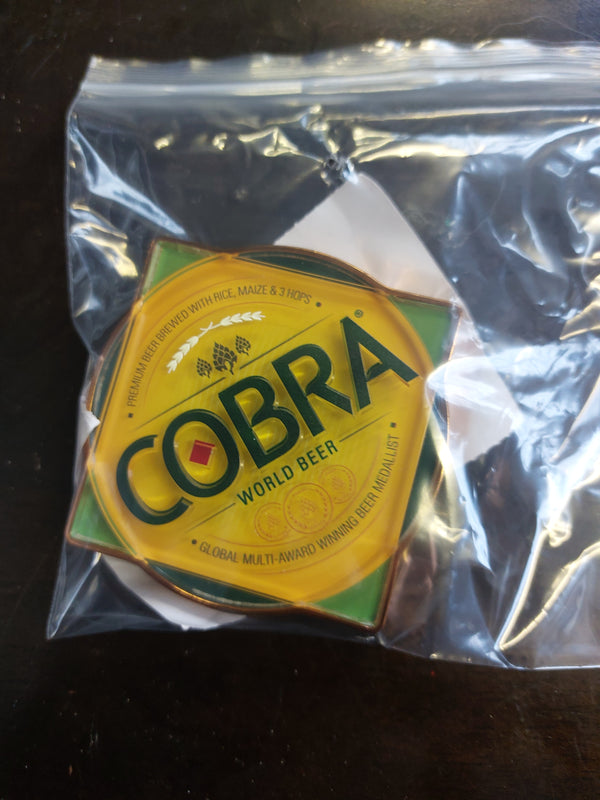 PREMIUM BEER BREWED WITH RICE, MAIZE & 3 HOPS
COBRA®
WORLD BEER
GLOBAL MULTI-AWARD WINNING BEER MEDALLIST